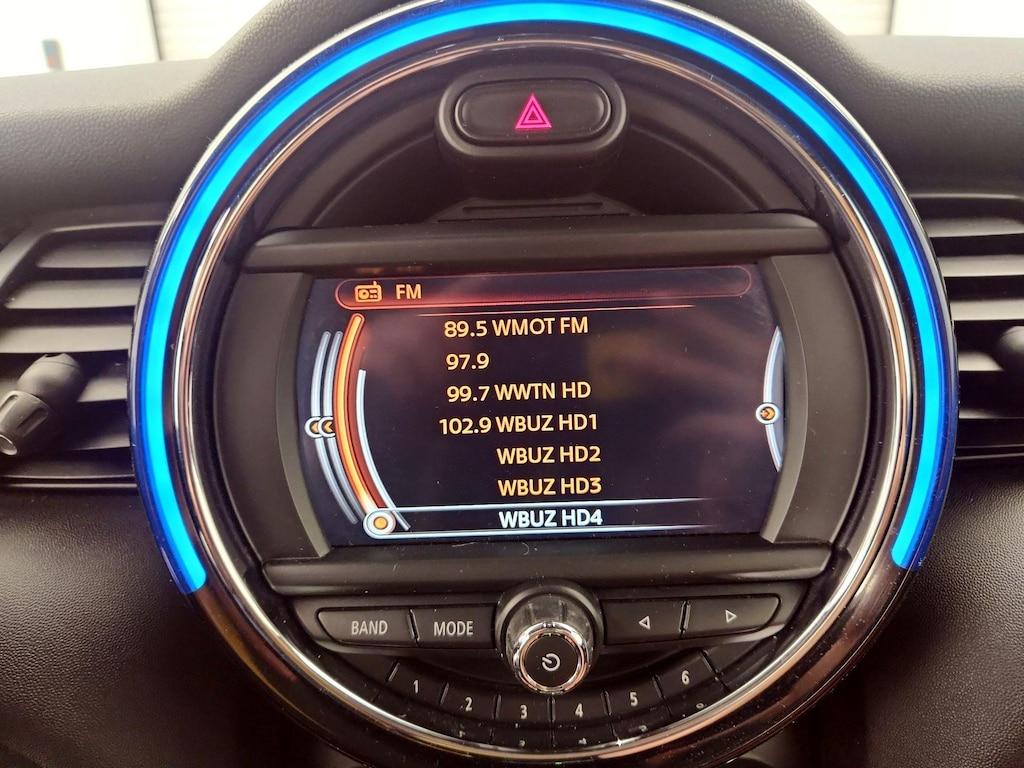 FM
89.5 WMOT FM
97.9
99.7 WWTN HD
102.9 WBUZ HD1
WBUZ HD2
WBUZ HD3
WBUZ HD4
BAND MODE
1 2 3 4 5 6